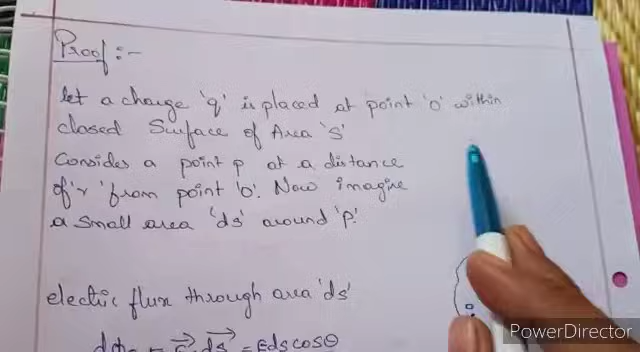 Proof :-
let a charge 'q' is placed at point 'o' within
closed Surface of Area 'S'
Consider a point p at a distance
of 'r' from point 'o'. Now imagine
a small area 'ds' around 'p'.
electric flux through area 'ds'
= Edscosθ
PowerDirector